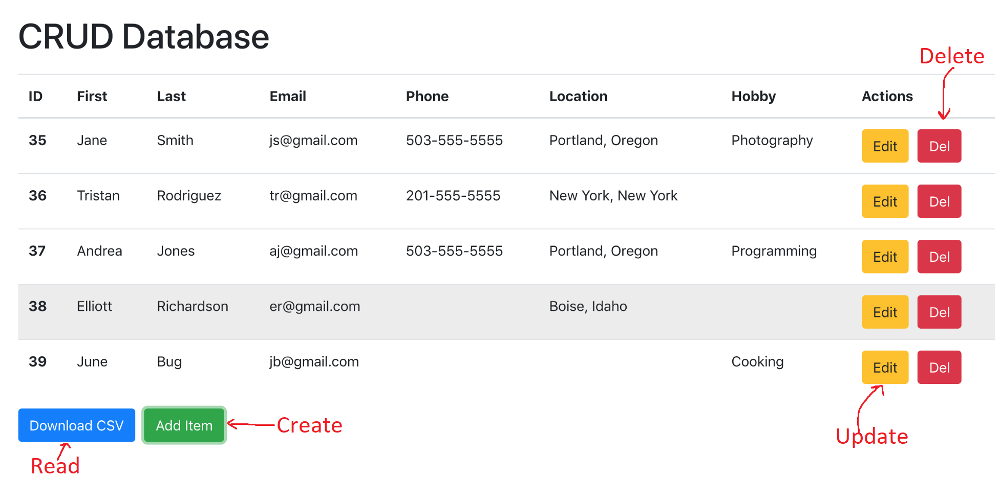 CRUD Database
Delete
ID First Last Email Phone Location Hobby Actions
35 Jane Smith js@gmail.com 503-555-5555 Portland, Oregon Photography Edit Del
36 Tristan Rodriguez tr@gmail.com 201-555-5555 New York, New York Edit Del
37 Andrea Jones aj@gmail.com 503-555-5555 Portland, Oregon Programming Edit Del
38 Elliott Richardson er@gmail.com Boise, Idaho Edit Del
39 June Bug jb@gmail.com Cooking Edit Del
Download CSV Add Item Create
Update
Read